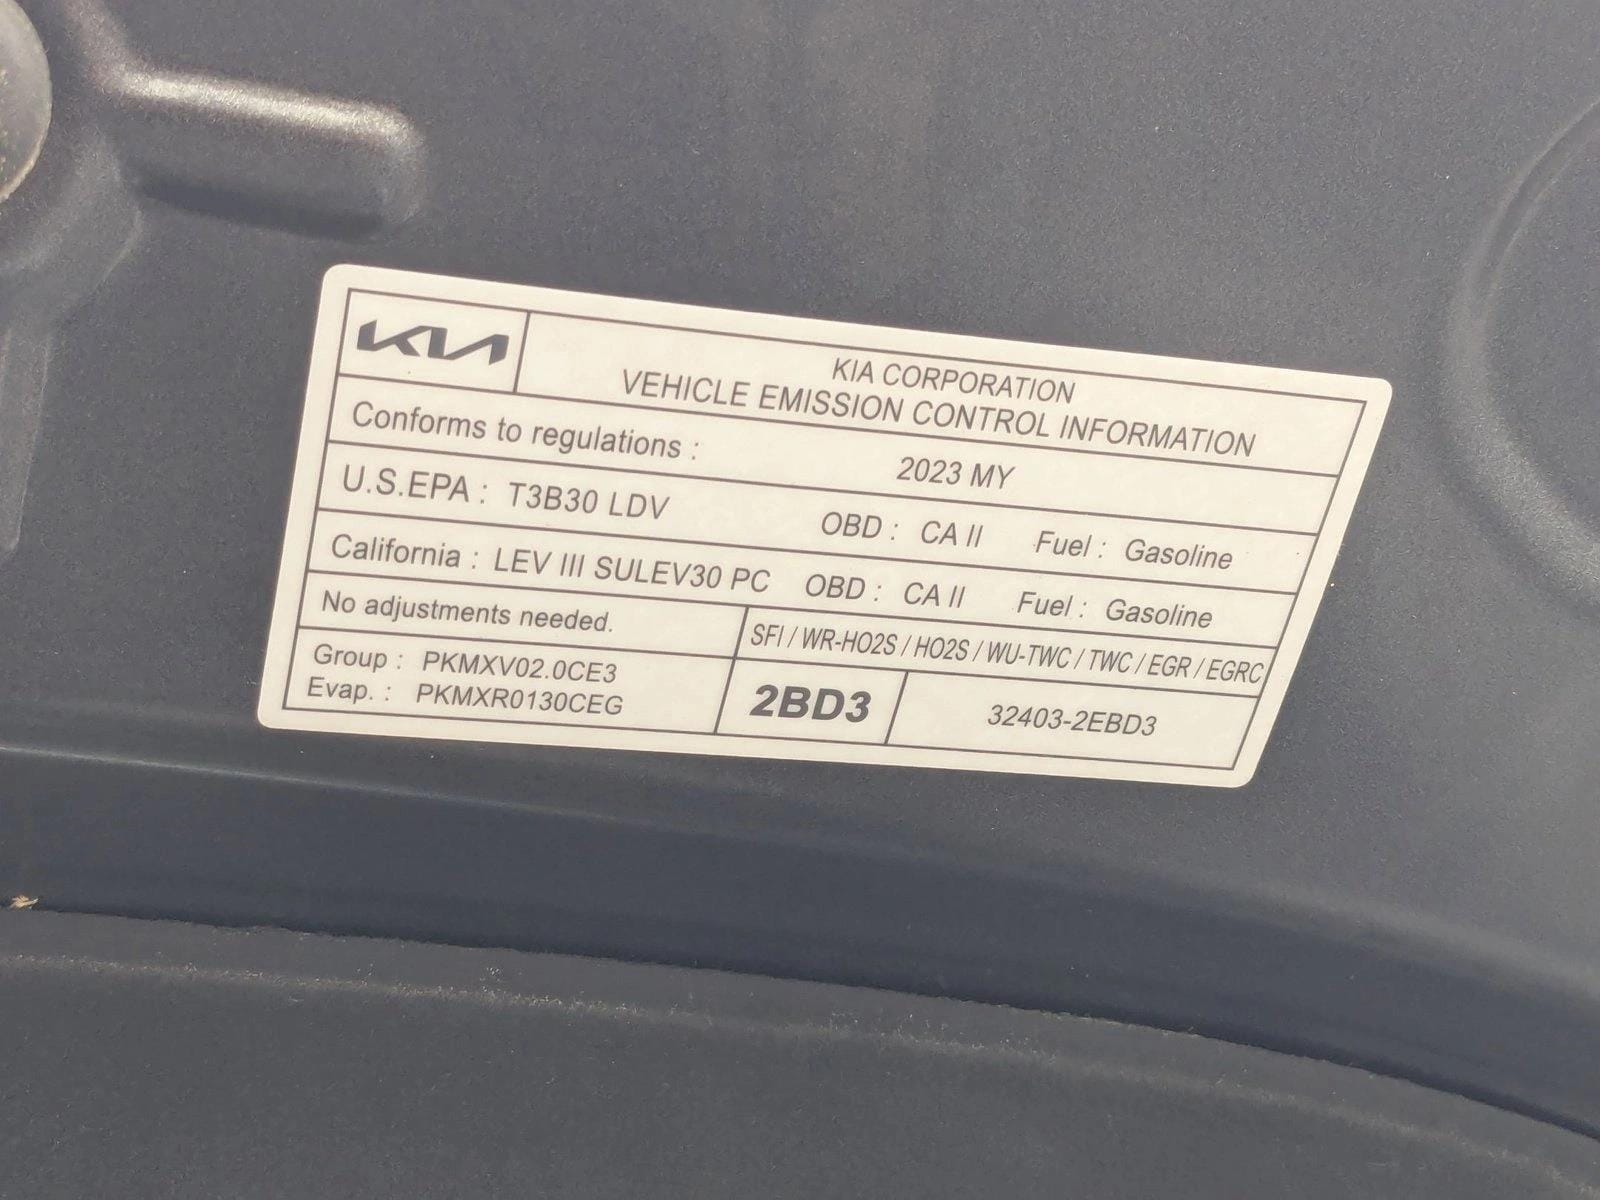 KIA
KIA CORPORATION
VEHICLE EMISSION CONTROL INFORMATION
Conforms to regulations : 2023 MY
U.S.EPA : T3B30 LDV OBD : CA II Fuel : Gasoline
California : LEV III SULEV30 PC OBD : CA II Fuel : Gasoline
No adjustments needed.
SFI / WR-HO2S / HO2S / WU-TWC / TWC / EGR / EGRC
Group : PKMXV02.0CE3
Evap. : PKMXR0130CEG
2BD3
32403-2EBD3